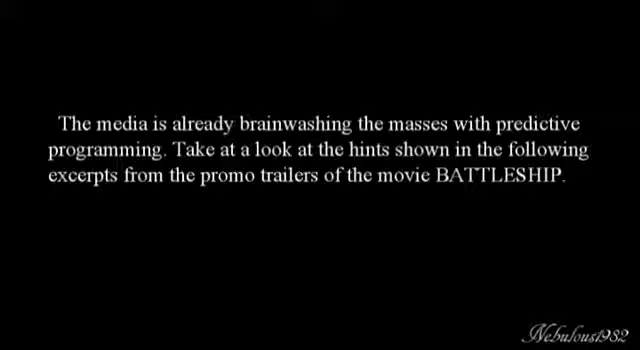 The media is already brainwashing the masses with predictive
programming. Take at a look at the hints shown in the following
excerpts from the promo trailers of the movie BATTLESHIP.
Nebulous1982